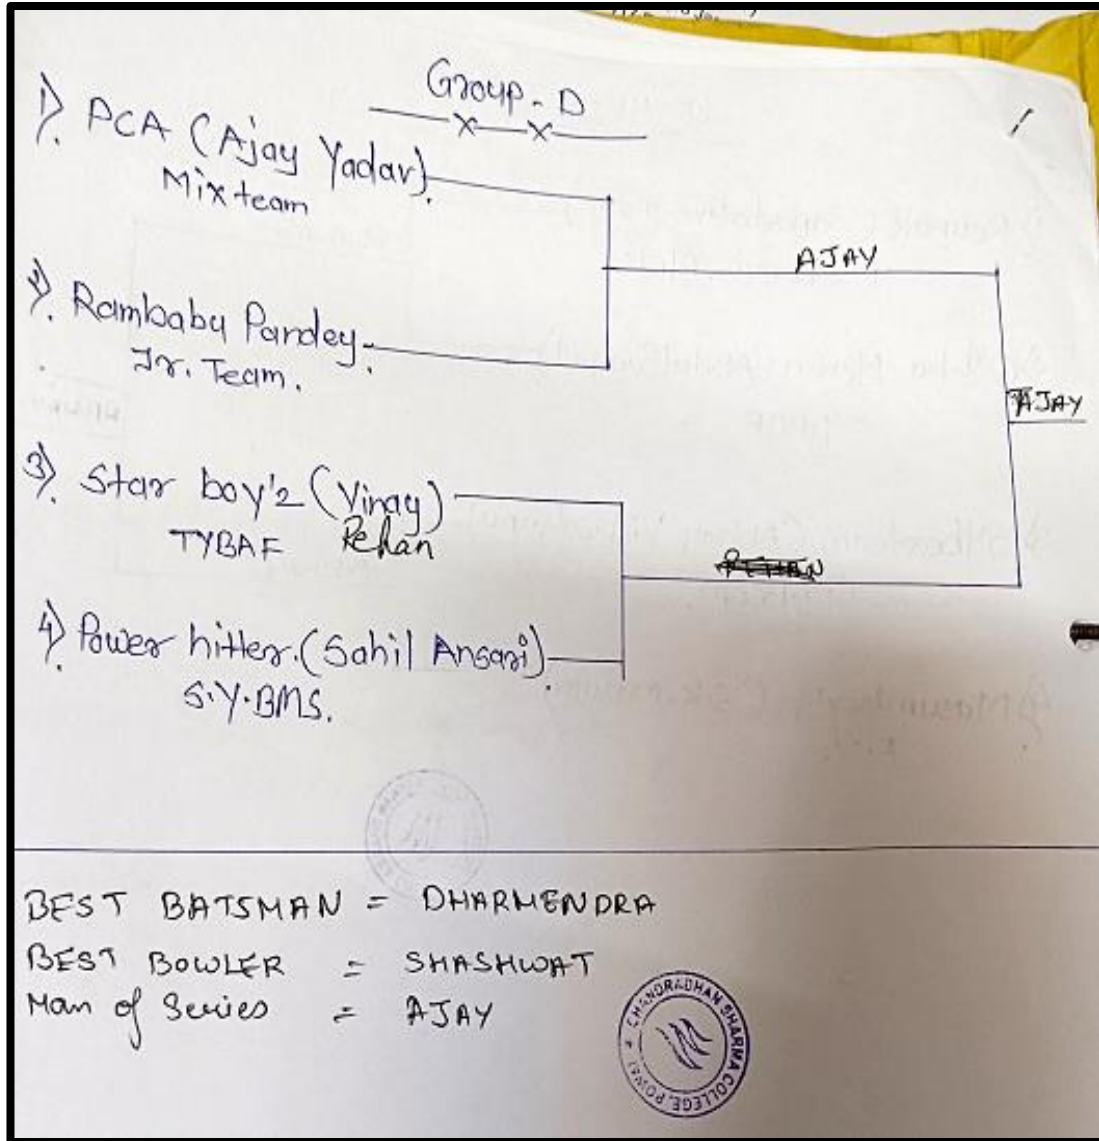 Group - D
1). PCA (Ajay Yadav).
Mix team
AJAY
2). Rambabu Pandey.
Jr. Team.
AJAY
3). Star boy'z (Vinay)
TYBAF Rehan
4). Power hitter. (Sahil Ansari).
S.Y.BMS.
BEST BATSMAN = DHARMENDRA
BEST BOWLER = SHASHWAT
Man of Series = AJAY
CHANDRABHAN SHARMA COLLEGE, POWAI